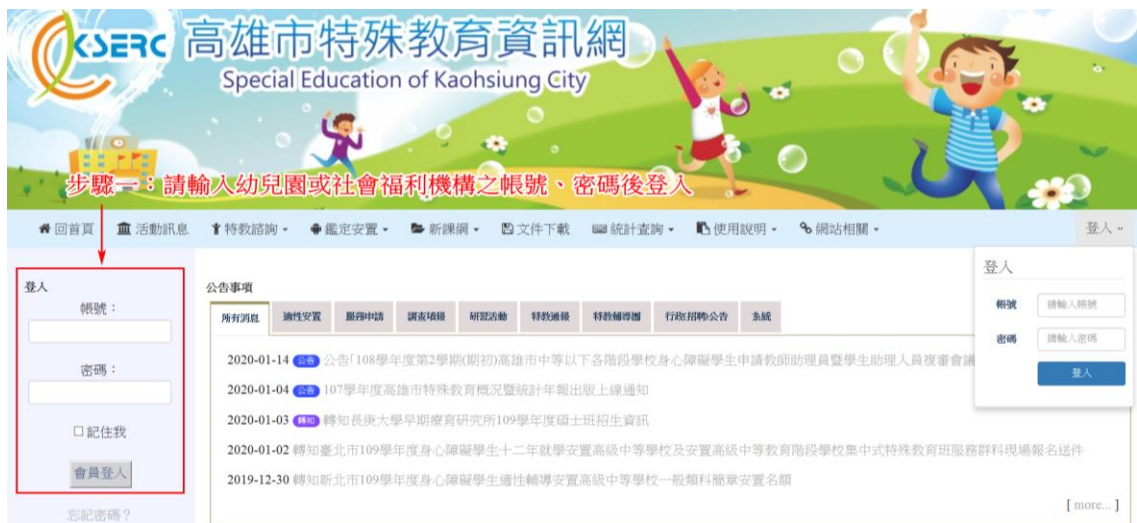 KSERC 高雄市特殊教育資訊網
Special Education of Kaohsiung City
步驟一：請輸入幼兒園或社會福利機構之帳號、密碼後登入
回首頁 活動訊息 特教諮詢 鑑定安置 新課綱 文件下載 統計查詢 使用說明 網站相關 登入
登入
帳號：
密碼：
記住我
會員登入
忘記密碼？
公告事項
所有消息 適性安置 服務申請 調查填報 研習活動 特教通報 特教輔導團 行政(招聘)公告 系統
2020-01-14 公告 公告「108學年度第2學期(期初)高雄市中等以下各階段學校身心障礙學生申請教師助理員暨學生助理人員複審會議
2020-01-04 公告 107學年度高雄市特殊教育概況暨統計年報出版上線通知
2020-01-03 轉知 轉知長庚大學早期療育研究所109學年度碩士班招生資訊
2020-01-02 轉知臺北市109學年度身心障礙學生十二年就學安置高級中等學校及安置高級中等教育階段學校集中式特殊教育班服務群科現場報名送件
2019-12-30 轉知新北市109學年度身心障礙學生適性輔導安置高級中等學校一般類科簡章安置名額
[ more... ]
登入
帳號 請輸入帳號
密碼 請輸入密碼
登入